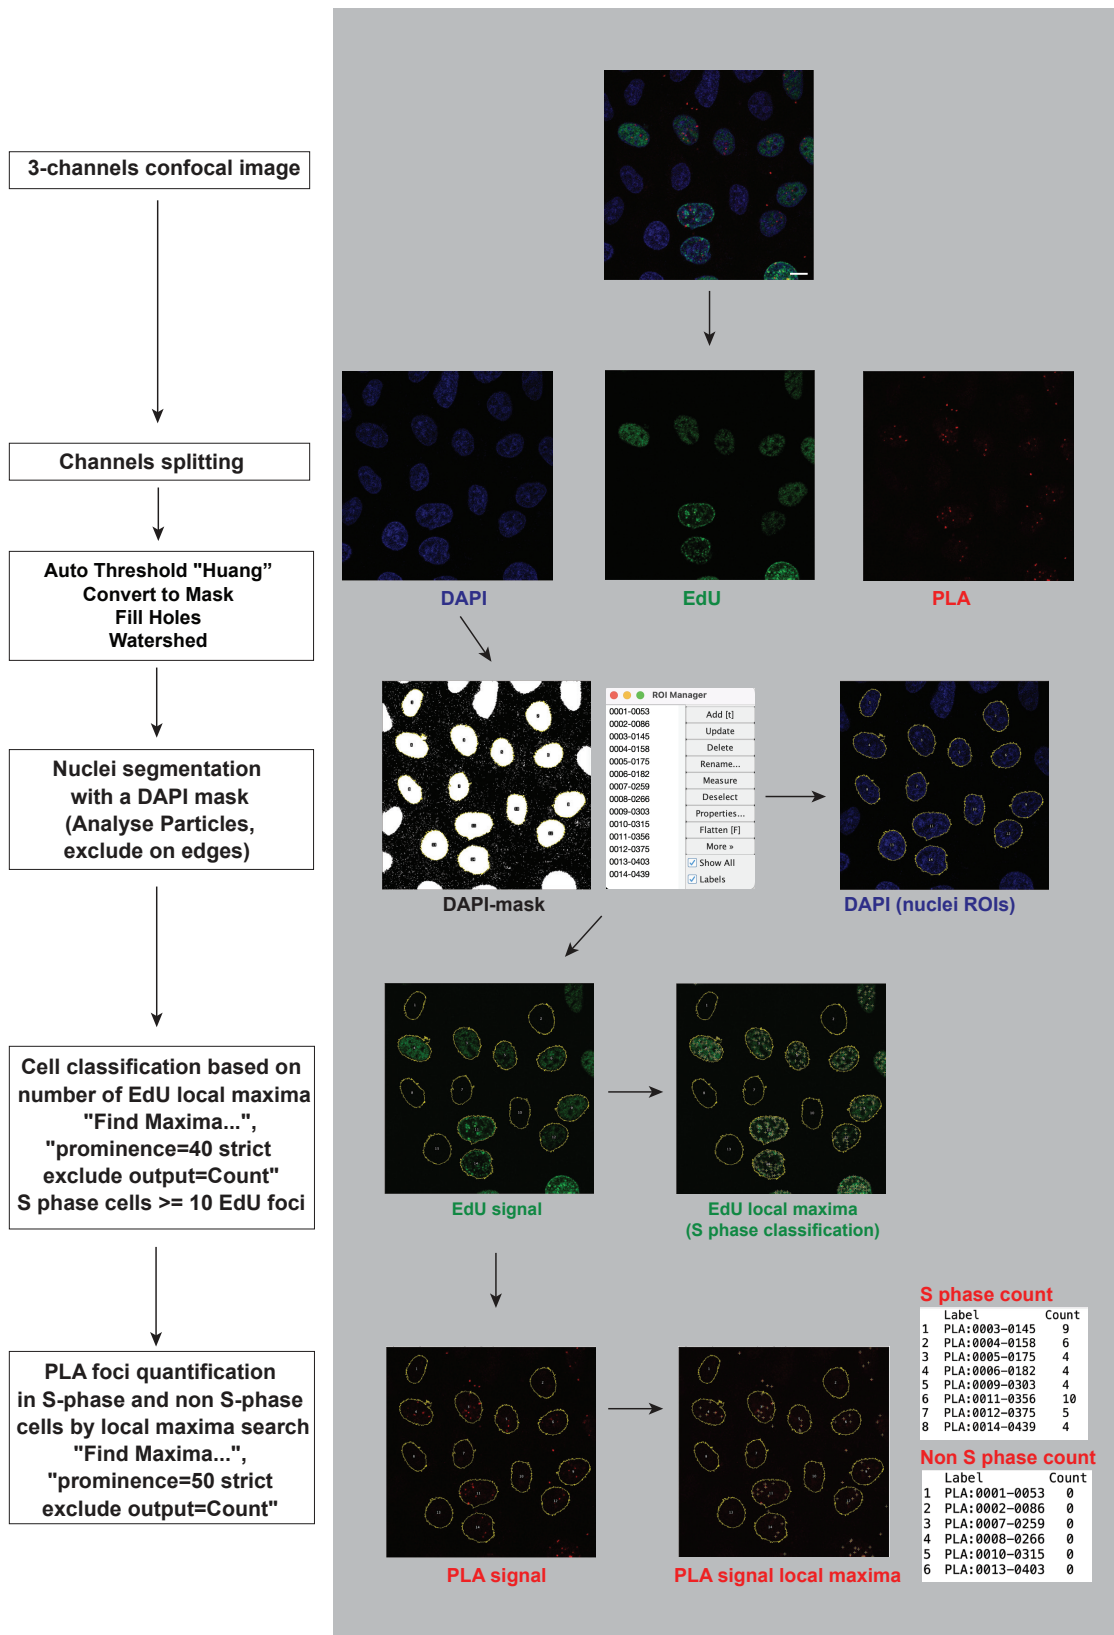 3-channels confocal image
Channels splitting
Auto Threshold "Huang”
Convert to Mask
Fill Holes
Watershed
DAPI
EdU
PLA
Nuclei segmentation
with a DAPI mask
(Analyse Particles,
exclude on edges)
ROI Manager
0001-0053
0002-0086
0003-0145
0004-0158
0005-0175
0006-0182
0007-0259
0008-0266
0009-0303
0010-0315
0011-0356
0012-0375
0013-0403
0014-0439
Add [t]
Update
Delete
Rename...
Measure
Deselect
Properties...
Flatten [F]
More »
Show All
Labels
DAPI-mask
DAPI (nuclei ROIs)
Cell classification based on
number of EdU local maxima
"Find Maxima...",
"prominence=40 strict
exclude output=Count"
S phase cells >= 10 EdU foci
EdU signal
EdU local maxima
(S phase classification)
PLA foci quantification
in S-phase and non S-phase
cells by local maxima search
"Find Maxima...",
"prominence=50 strict
exclude output=Count"
PLA signal
PLA signal local maxima
S phase count
Label Count
1 PLA:0003-0145 9
2 PLA:0004-0158 6
3 PLA:0005-0175 4
4 PLA:0006-0182 4
5 PLA:0009-0303 4
6 PLA:0011-0356 10
7 PLA:0012-0375 5
8 PLA:0014-0439 4
Non S phase count
Label Count
1 PLA:0001-0053 0
2 PLA:0002-0086 0
3 PLA:0007-0259 0
4 PLA:0008-0266 0
5 PLA:0010-0315 0
6 PLA:0013-0403 0